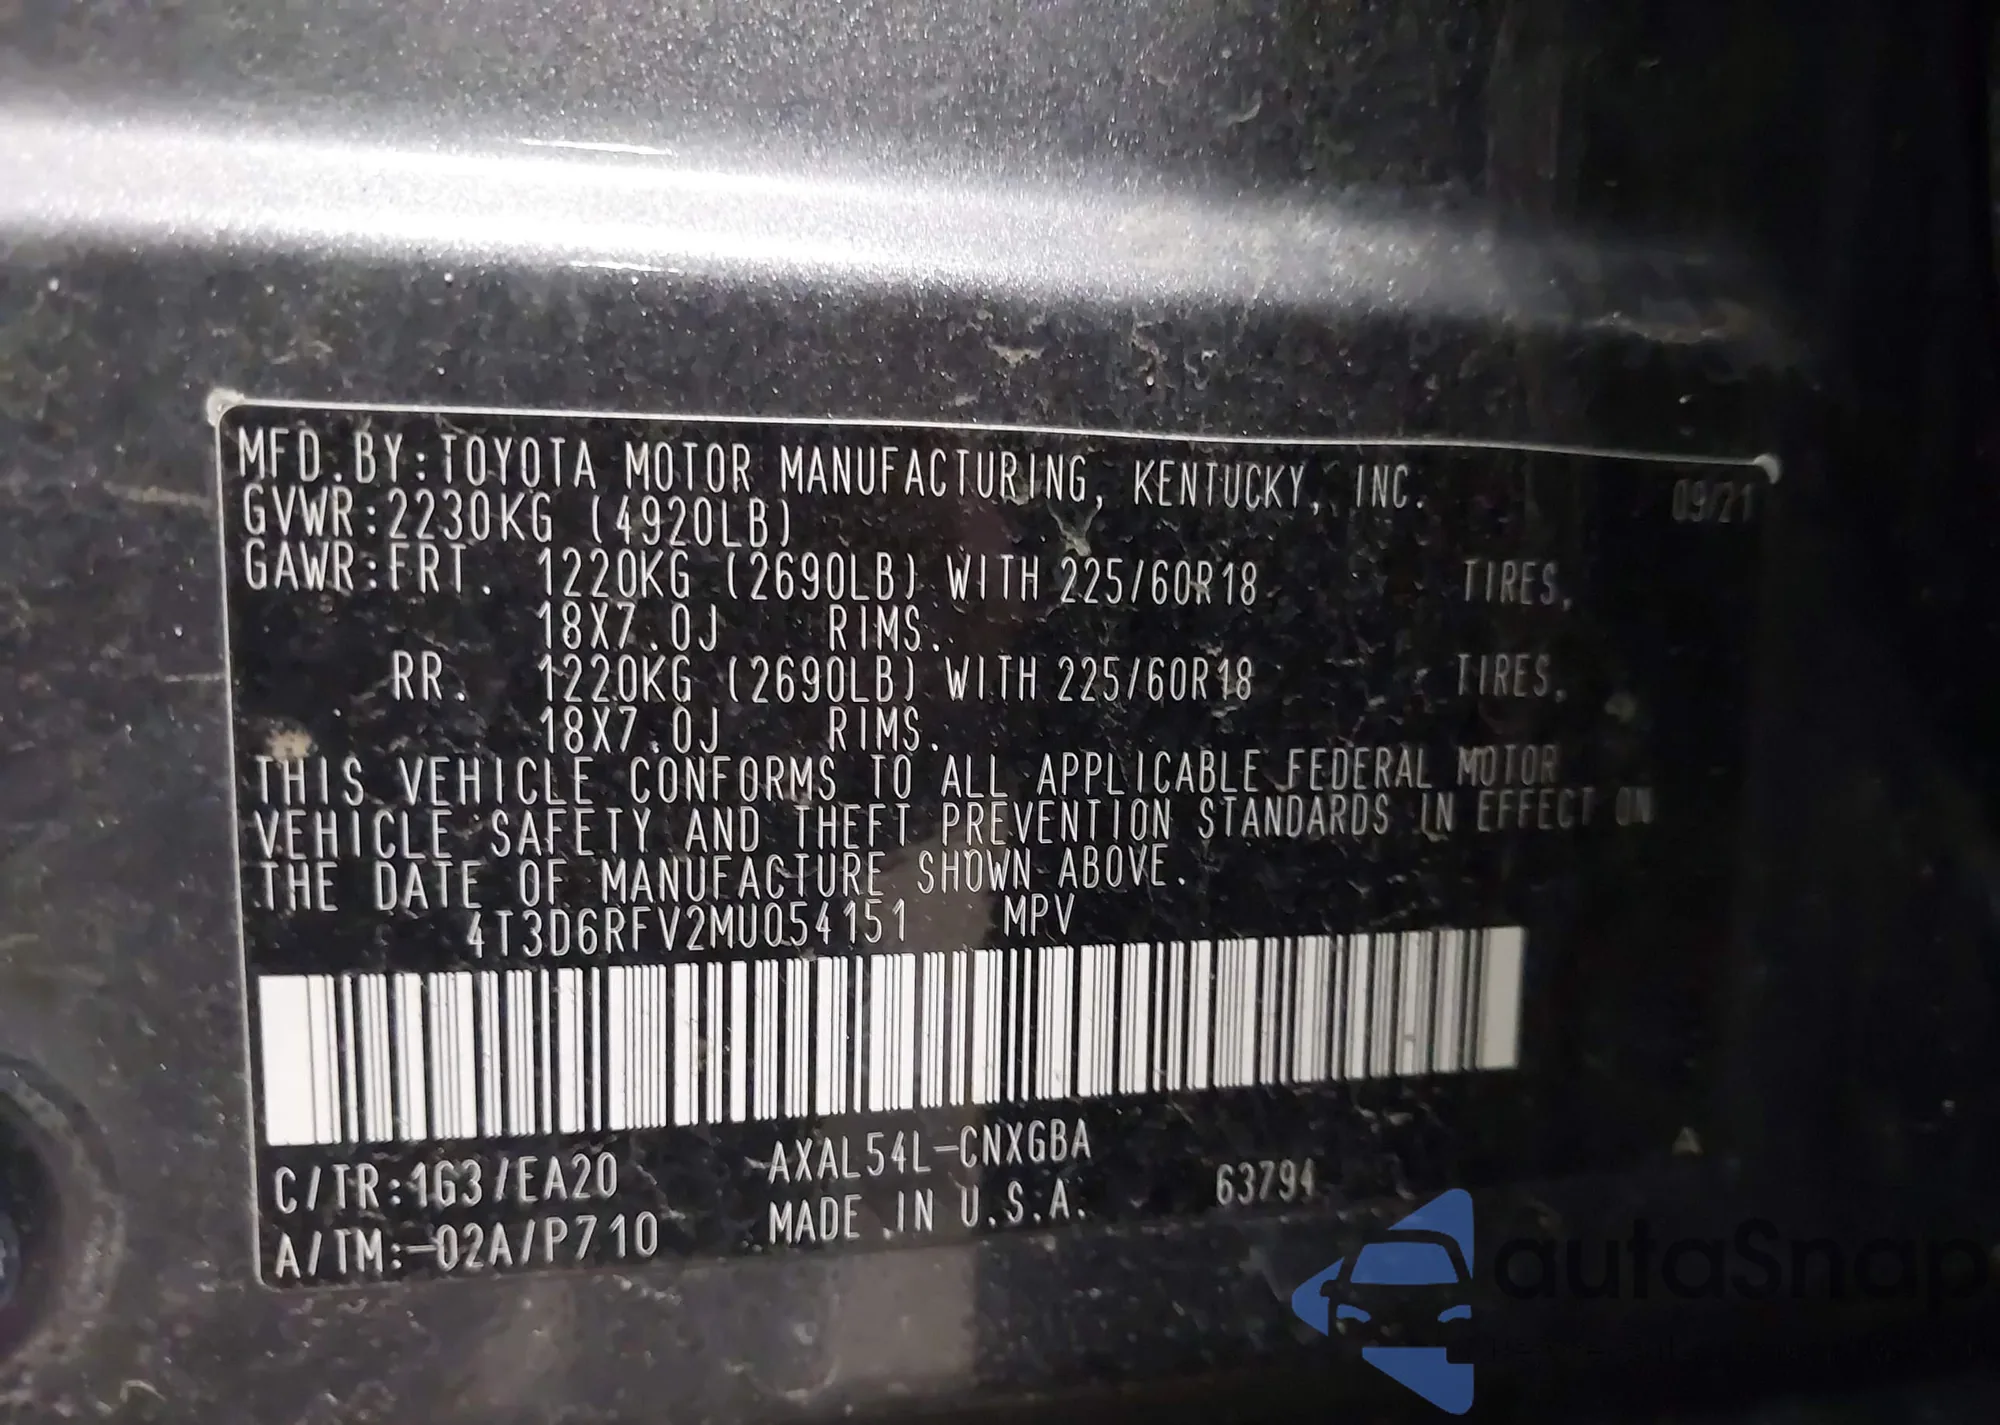 MFD.BY:TOYOTA MOTOR MANUFACTURING, KENTUCKY, INC. 09/21
GVWR:2230KG (4920LB)
GAWR:FRT. 1220KG (2690LB) WITH 225/60R18 TIRES,
18X7.0J RIMS.
RR. 1220KG (2690LB) WITH 225/60R18 TIRES,
18X7.0J RIMS.
THIS VEHICLE CONFORMS TO ALL APPLICABLE FEDERAL MOTOR
VEHICLE SAFETY AND THEFT PREVENTION STANDARDS IN EFFECT ON
THE DATE OF MANUFACTURE SHOWN ABOVE.
4T3D6RFV2MU054151 MPV
C/TR:1G3/EA20 AXAL54L-CNXGBA
A/TM:-02A/P710 MADE IN U.S.A. 63794
autaSnap